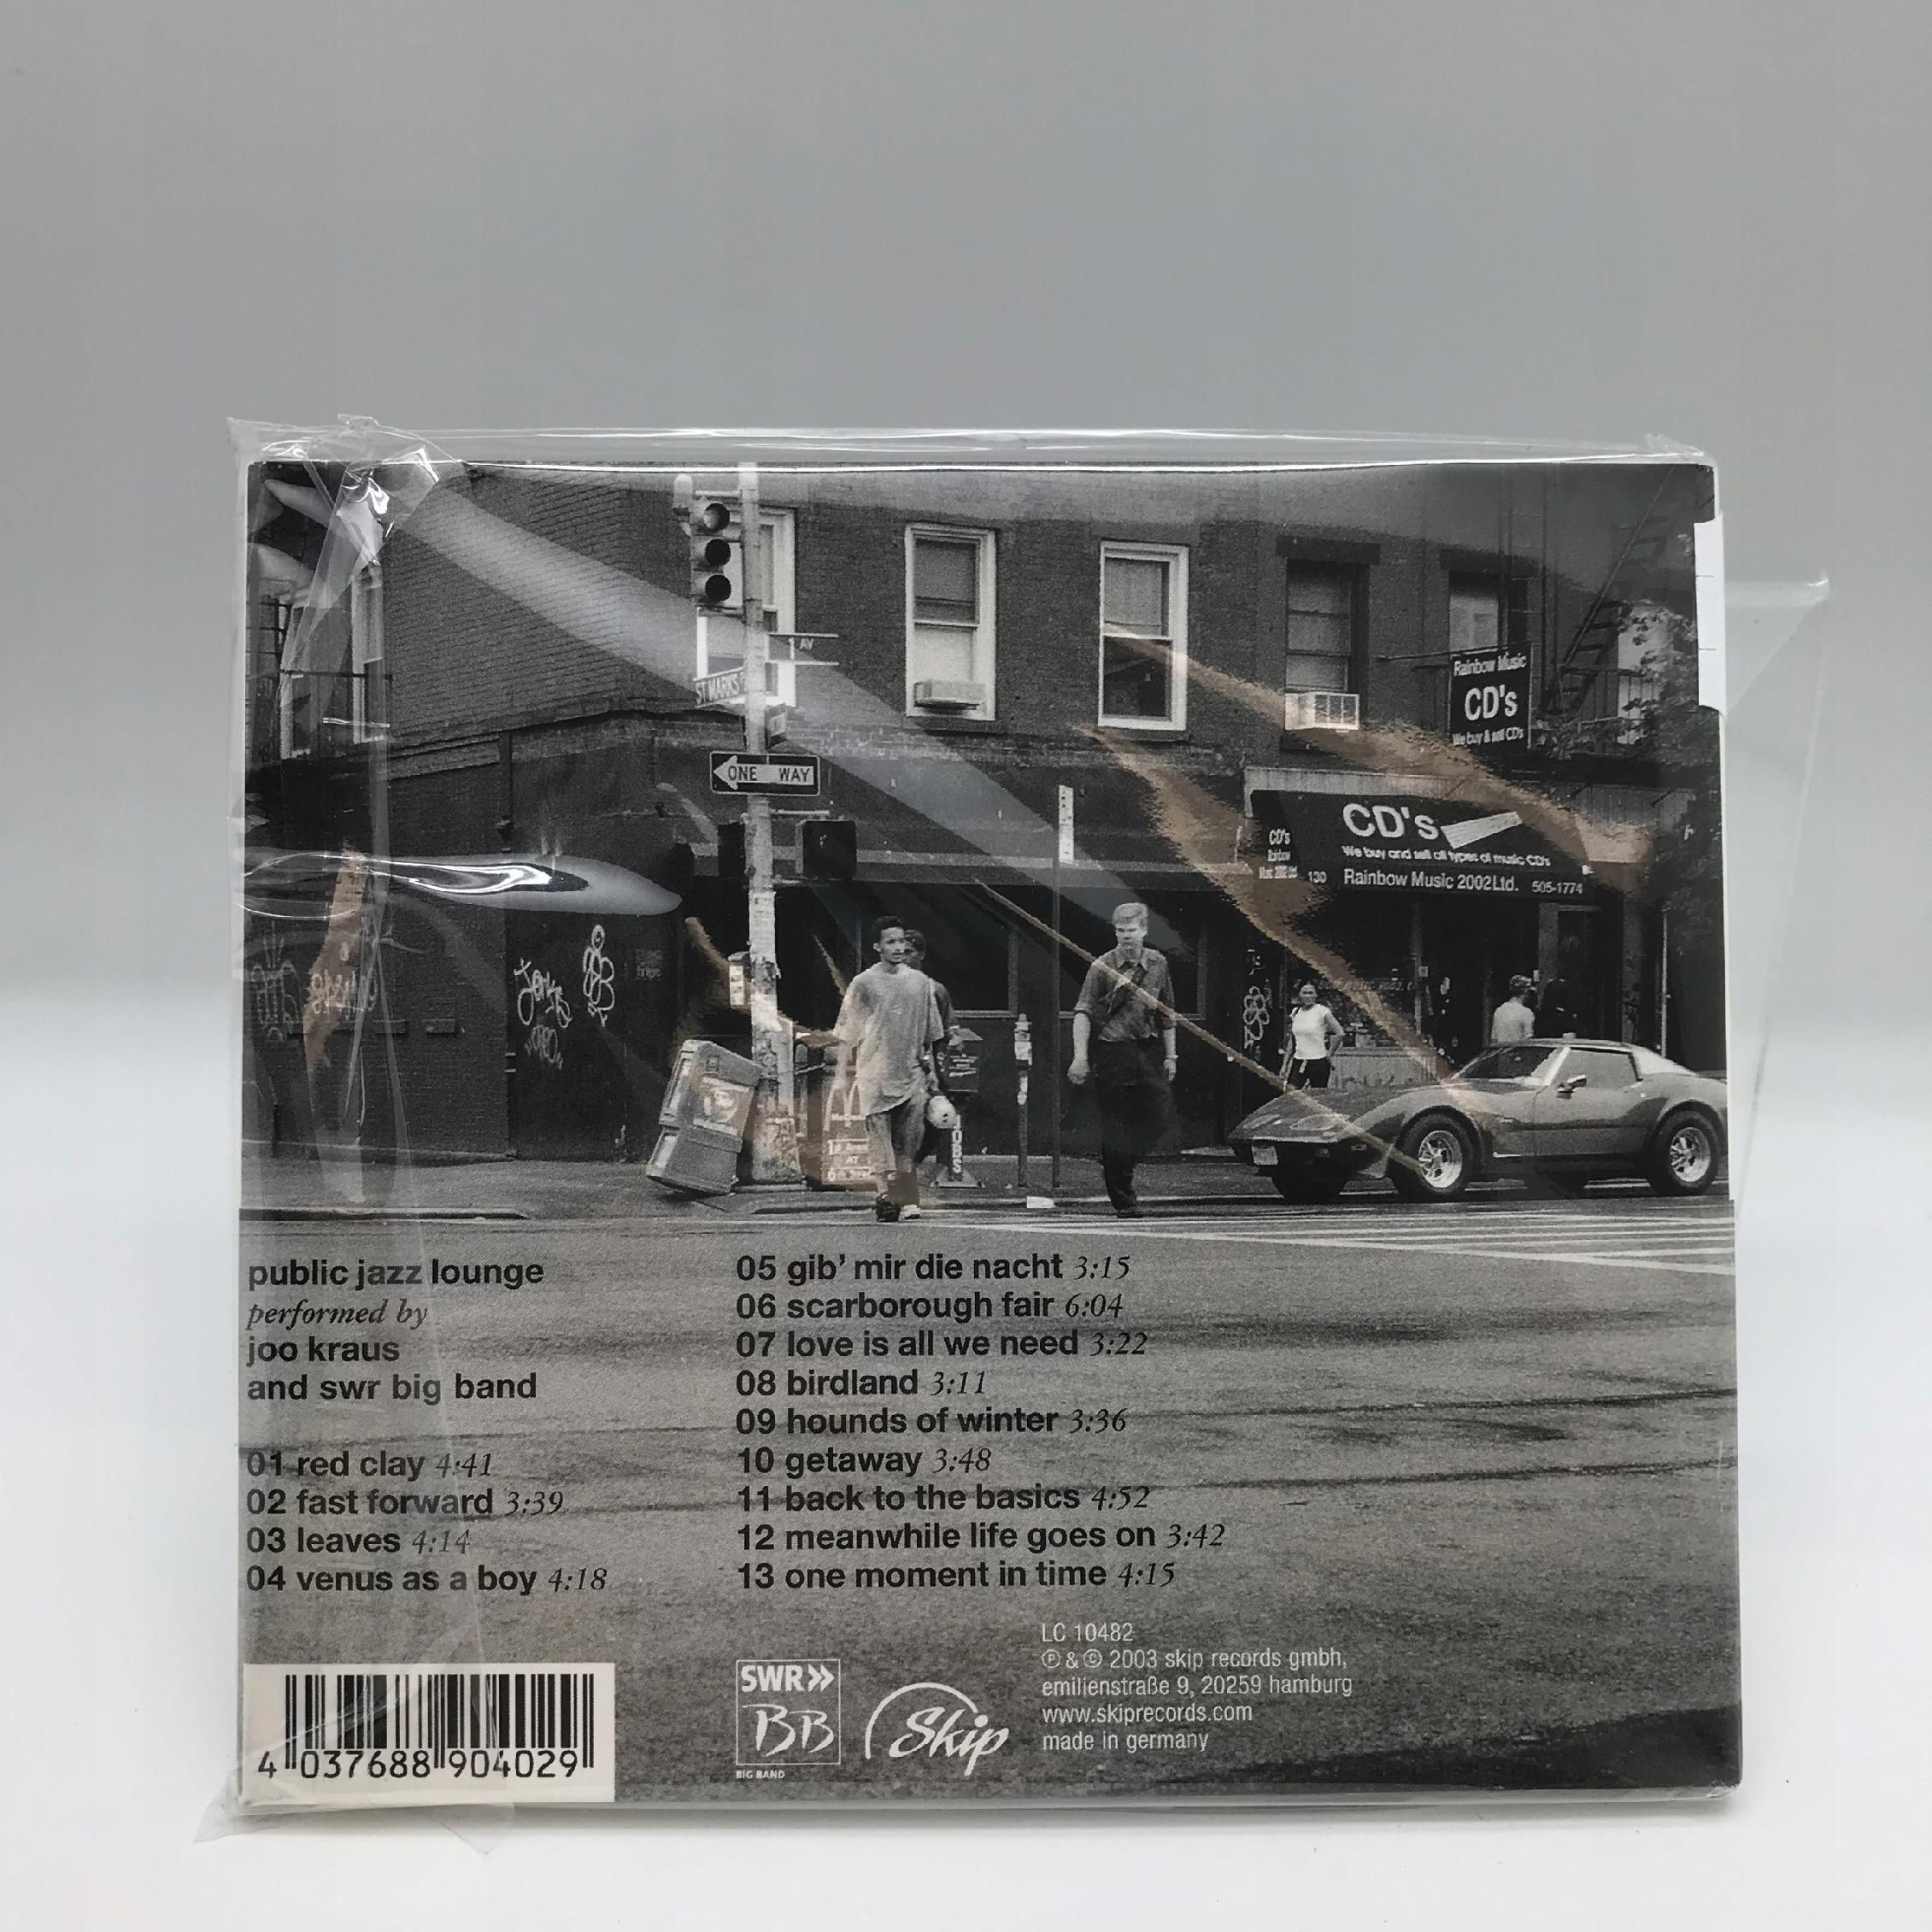 1 AV
ST MARKS
ONE WAY
Rainbow Music
CD's
We buy & sell CD's
CD's
We buy and sell all types of music CD's
130 Rainbow Music 2002 Ltd. 505-1774
CD's
Rainbow
public jazz lounge
performed by
joo kraus
and swr big band
01 red clay 4:41
02 fast forward 3:39
03 leaves 4:14
04 venus as a boy 4:18
05 gib' mir die nacht 3:15
06 scarborough fair 6:04
07 love is all we need 3:22
08 birdland 3:11
09 hounds of winter 3:36
10 getaway 3:48
11 back to the basics 4:52
12 meanwhile life goes on 3:42
13 one moment in time 4:15
4 037688 904029
SWR»
BB
BIG BAND
Skip
LC 10482
℗ & © 2003 skip records gmbh,
emilienstraße 9, 20259 hamburg
www.skiprecords.com
made in germany